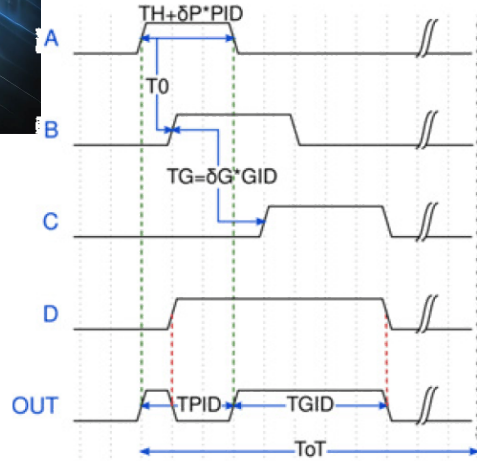 TH+δP*PID
A
T0
B
TG=δG*GID
C
D
OUT
TPID
TGID
ToT